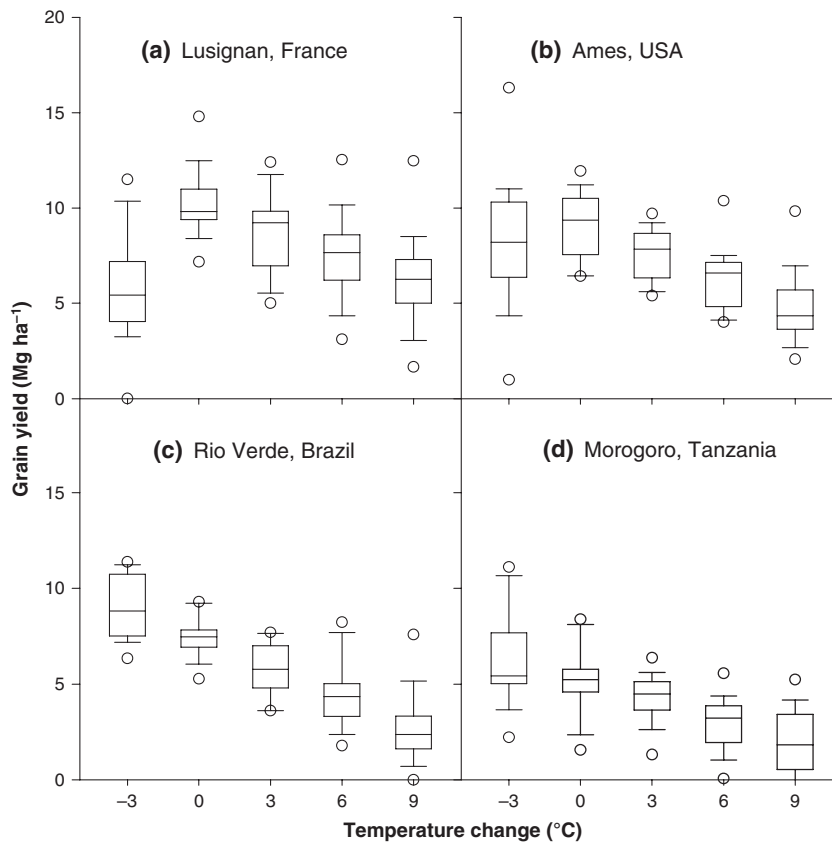 (a) Lusignan, France
(b) Ames, USA
20
15
10
5
0
(c) Rio Verde, Brazil
(d) Morogoro, Tanzania
15
10
5
0
Grain yield (Mg ha⁻¹)
−3 0 3 6 9 −3 0 3 6 9
Temperature change (°C)